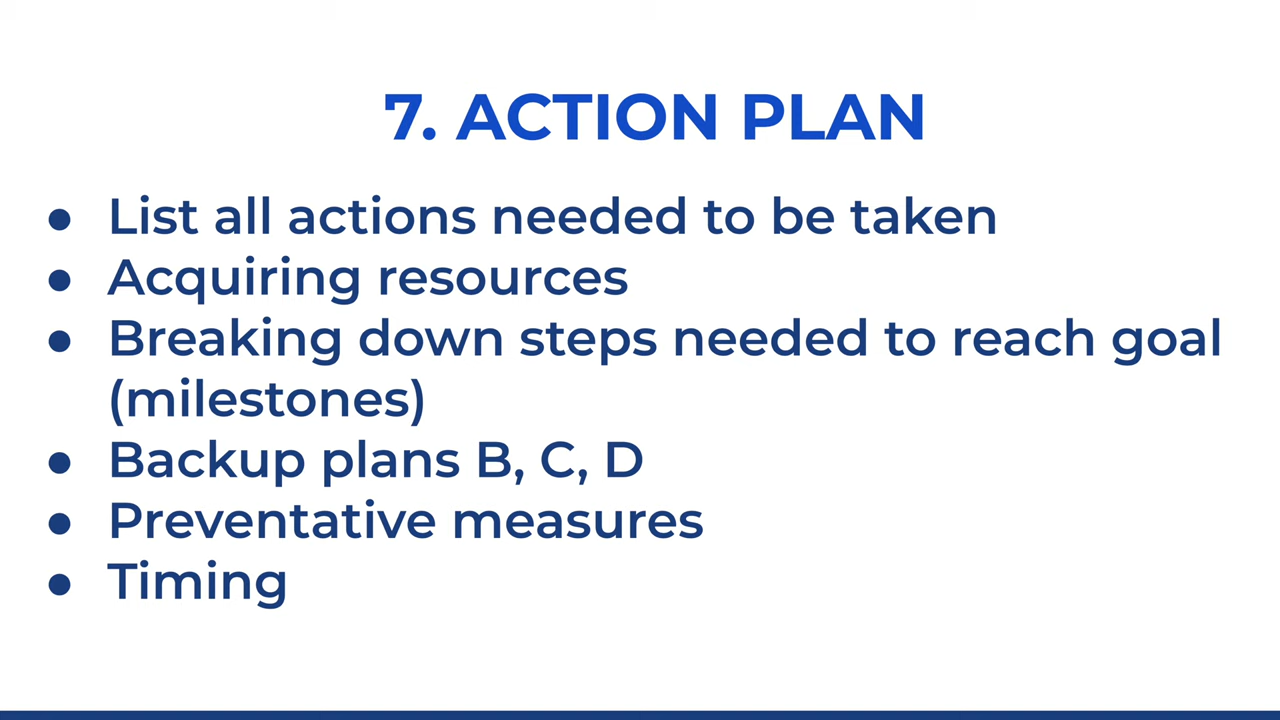 7. ACTION PLAN
● List all actions needed to be taken
● Acquiring resources
● Breaking down steps needed to reach goal
(milestones)
● Backup plans B, C, D
● Preventative measures
● Timing